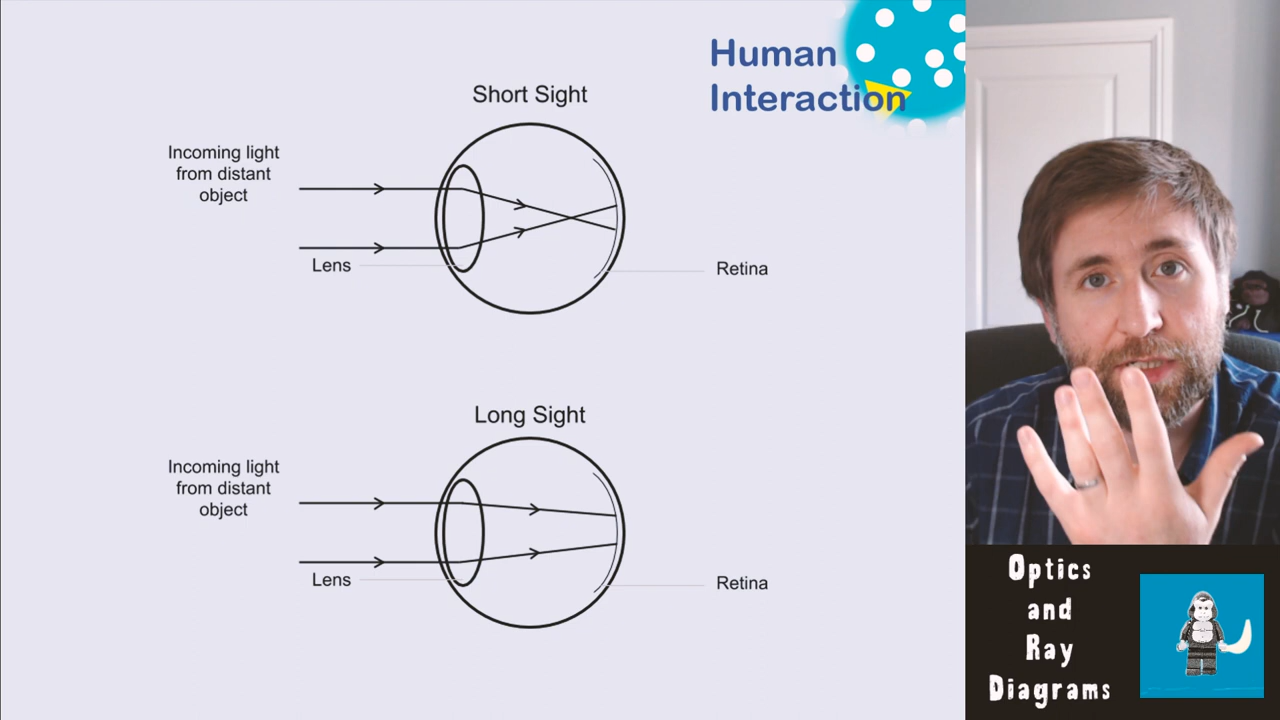 Human
Interaction
Short Sight
Incoming light
from distant
object
Lens
Retina
Long Sight
Incoming light
from distant
object
Lens
Retina
Optics
and
Ray
Diagrams